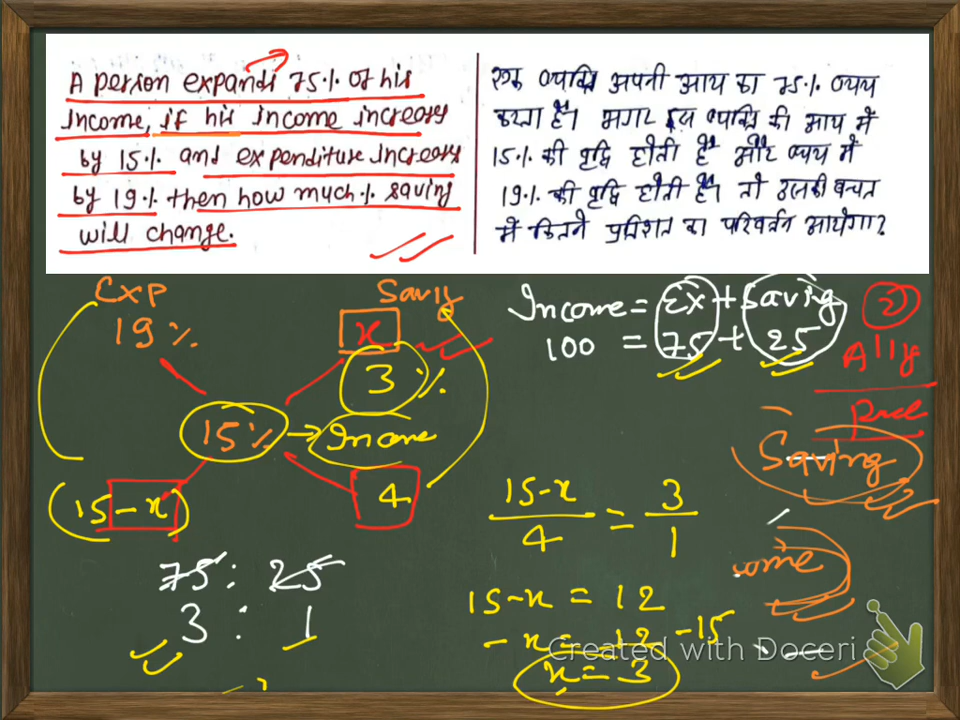 A person expands 75% of his
Income, if his income increase
by 15% and expenditure increase
by 19% then how much % saving
will change.
एक व्यक्ति अपनी आय का 75% व्यय
करता है। अगर इस व्यक्ति की आय में
15% की वृद्धि होती है और व्यय में
19% की वृद्धि होती है। तो उसकी बचत
में कितने प्रतिशत का परिवर्तन आयेगा?
Exp Saving
19% x
3%
15% → Income
(15-x) 4
75 : 25
3 : 1
Income = Ex + Saving
100 = 75 + 25
Ally
Saving
15-x / 4 = 3 / 1
15-x = 12
-x = 12 - 15
x = 3
Created with Doceri